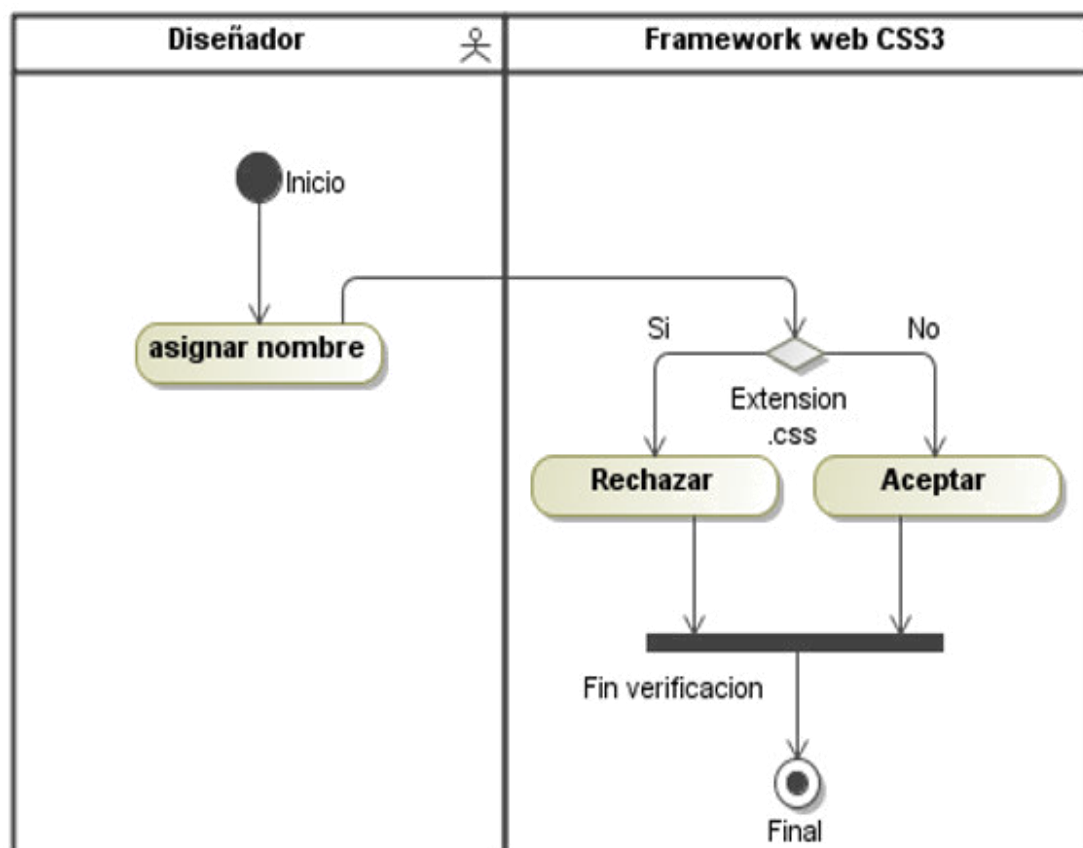 Diseñador
Framework web CSS3
Inicio
asignar nombre
Si
No
Extension
.css
Rechazar
Aceptar
Fin verificacion
Final